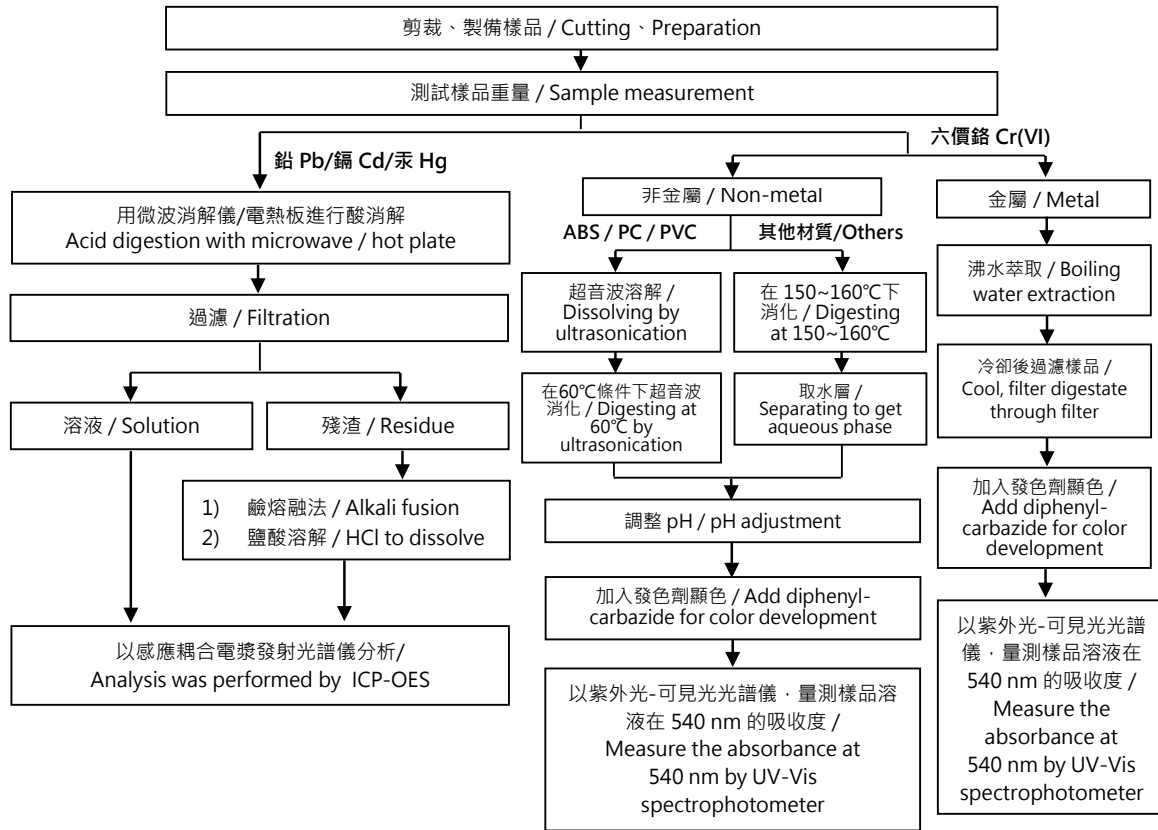 剪裁、製備樣品 / Cutting、Preparation
測試樣品重量 / Sample measurement
鉛 Pb/鎘 Cd/汞 Hg
六價鉻 Cr(VI)
用微波消解儀/電熱板進行酸消解
Acid digestion with microwave / hot plate
過濾 / Filtration
溶液 / Solution
殘渣 / Residue
1) 鹼熔融法 / Alkali fusion
2) 鹽酸溶解 / HCl to dissolve
以感應耦合電漿發射光譜儀分析/
Analysis was performed by ICP-OES
非金屬 / Non-metal
ABS / PC / PVC
其他材質/Others
超音波溶解 /
Dissolving by
ultrasonication
在60℃條件下超音波
消化 / Digesting at
60℃ by
ultrasonication
在 150~160℃下
消化 / Digesting
at 150~160℃
取水層 /
Separating to get
aqueous phase
調整 pH / pH adjustment
加入發色劑顯色 / Add diphenyl-
carbazide for color development
以紫外光-可見光光譜儀，量測樣品溶
液在 540 nm 的吸收度 /
Measure the absorbance at
540 nm by UV-Vis
spectrophotometer
金屬 / Metal
沸水萃取 / Boiling
water extraction
冷卻後過濾樣品 /
Cool, filter digestate
through filter
加入發色劑顯色 /
Add diphenyl-
carbazide for color
development
以紫外光-可見光光譜
儀，量測樣品溶液在
540 nm 的吸收度 /
Measure the
absorbance at
540 nm by UV-Vis
spectrophotometer